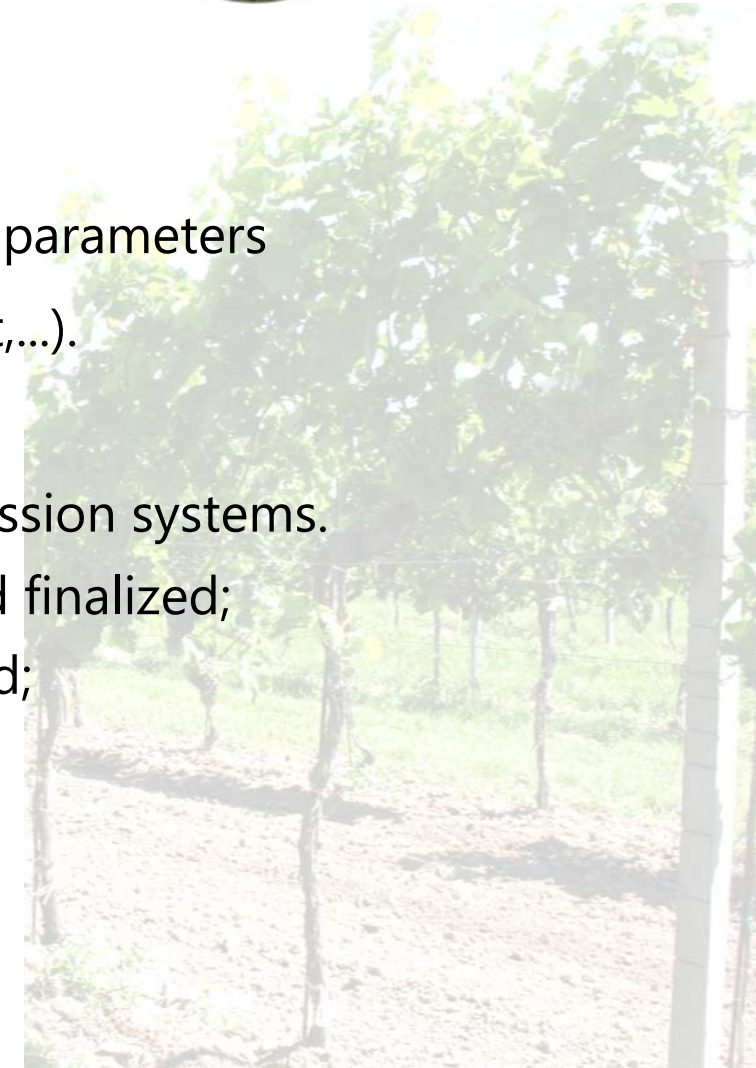 parameters
,...).
ssion systems.
finalized;
d;